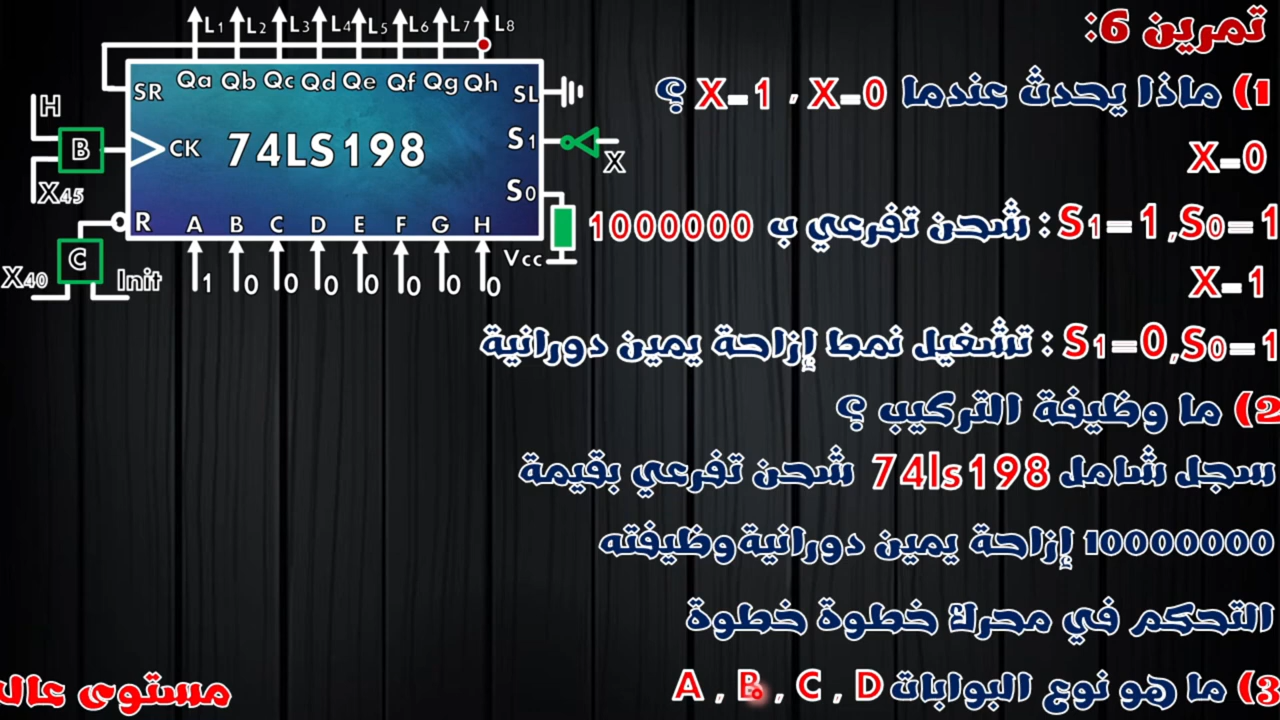 تمرين 6:
1) ماذا يحدث عندما X=0 ، X=1 ؟
X=0
S1=1 ,S0=1 : شحن تفرعي ب 1000000
X=1
S1=0,S0=1 : تشغيل نمط إزاحة يمين دورانية
2) ما وظيفة التركيب ؟
سجل شامل 74ls198 شحن تفرعي بقيمة
10000000 إزاحة يمين دورانية وظيفته
التحكم في محرك خطوة خطوة
3) ما هو نوع البوابات A , B , C , D
مستوى عال
L1 L2 L3 L4 L5 L6 L7 L8
SR Qa Qb Qc Qd Qe Qf Qg Qh SL
H
B CK 74LS198 S1 X
X45 S0
R A B C D E F G H
C Vcc
X40 Init 1 0 0 0 0 0 0 0